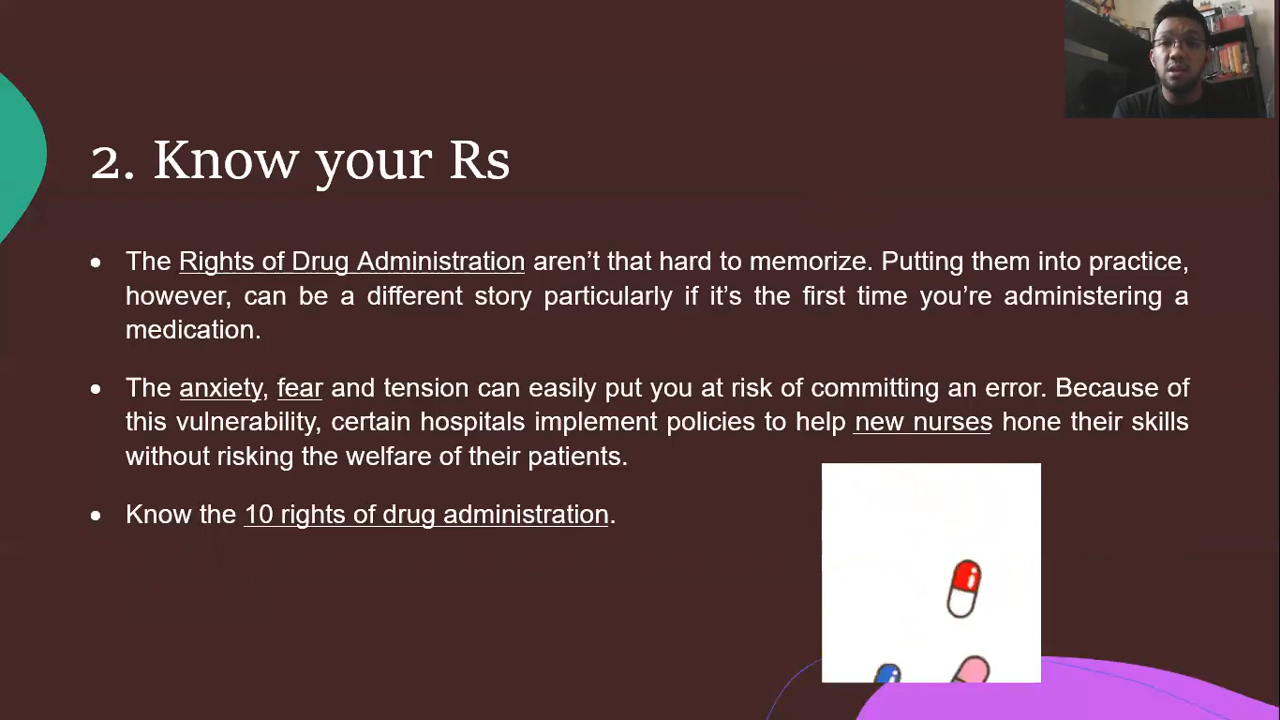 2. Know your Rs
• The Rights of Drug Administration aren’t that hard to memorize. Putting them into practice,
however, can be a different story particularly if it’s the first time you’re administering a
medication.
• The anxiety, fear and tension can easily put you at risk of committing an error. Because of
this vulnerability, certain hospitals implement policies to help new nurses hone their skills
without risking the welfare of their patients.
• Know the 10 rights of drug administration.